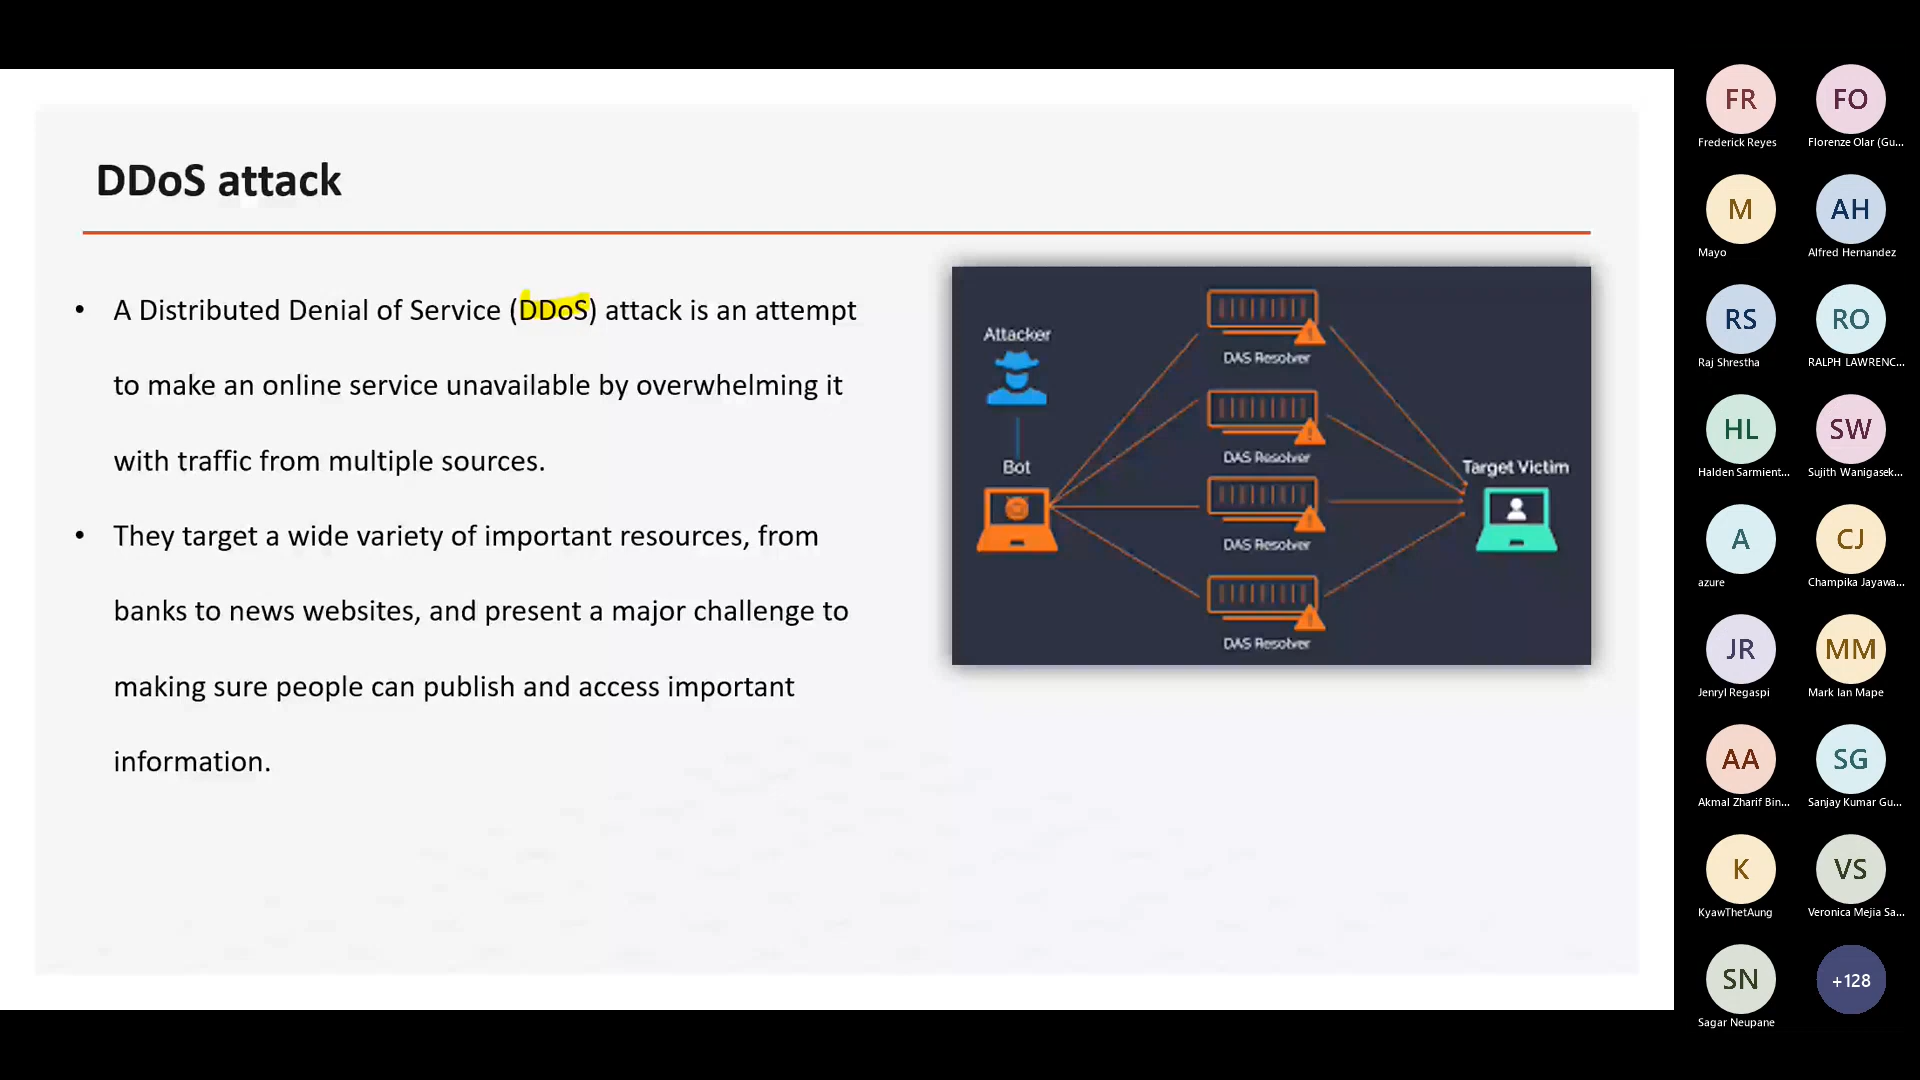 DDoS attack
• A Distributed Denial of Service (DDoS) attack is an attempt
to make an online service unavailable by overwhelming it
with traffic from multiple sources.
• They target a wide variety of important resources, from
banks to news websites, and present a major challenge to
making sure people can publish and access important
information.
Attacker
Bot
DAS Resolver
DAS Resolver
DAS Resolver
DAS Resolver
Target Victim
FR
FO
Frederick Reyes
Florenze Olar (Gu...
M
AH
Mayo
Alfred Hernandez
RS
RO
Raj Shrestha
RALPH LAWRENC...
HL
SW
Halden Sarmient...
Sujith Wanigasek...
A
CJ
azure
Champika Jayawa...
JR
MM
Jenryl Regaspi
Mark Ian Mape
AA
SG
Akmal Zharif Bin...
Sanjay Kumar Gu...
K
VS
KyawThetAung
Veronica Mejia Sa...
SN
+128
Sagar Neupane